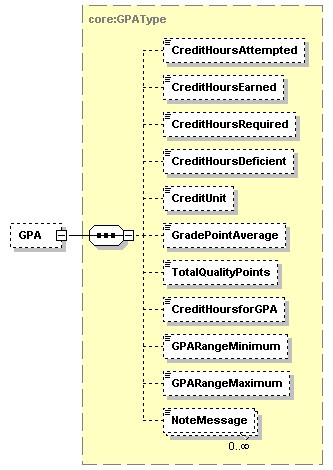 core:GPAType
CreditHoursAttempted
CreditHoursEarned
CreditHoursRequired
CreditHoursDeficient
CreditUnit
GPA
GradePointAverage
TotalQualityPoints
CreditHoursforGPA
GPARangeMinimum
GPARangeMaximum
NoteMessage
0..∞